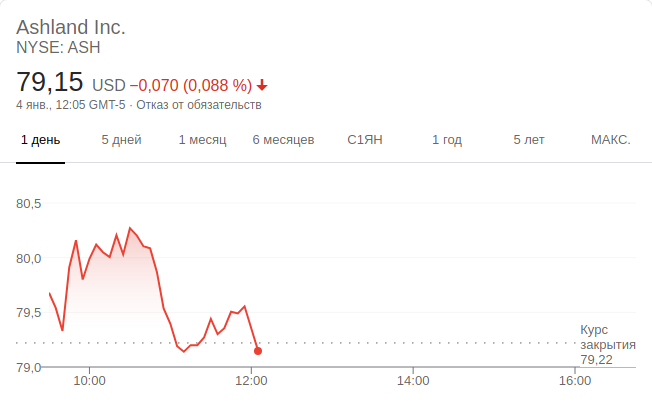 Ashland Inc.
NYSE: ASH
79,15 USD −0,070 (0,088 %)
4 янв., 12:05 GMT-5 · Отказ от обязательств
1 день 5 дней 1 месяц 6 месяцев С1ЯН 1 год 5 лет МАКС.
80,5
80,0
79,5
Курс
закрытия
79,22
79,0
10:00 12:00 14:00 16:00